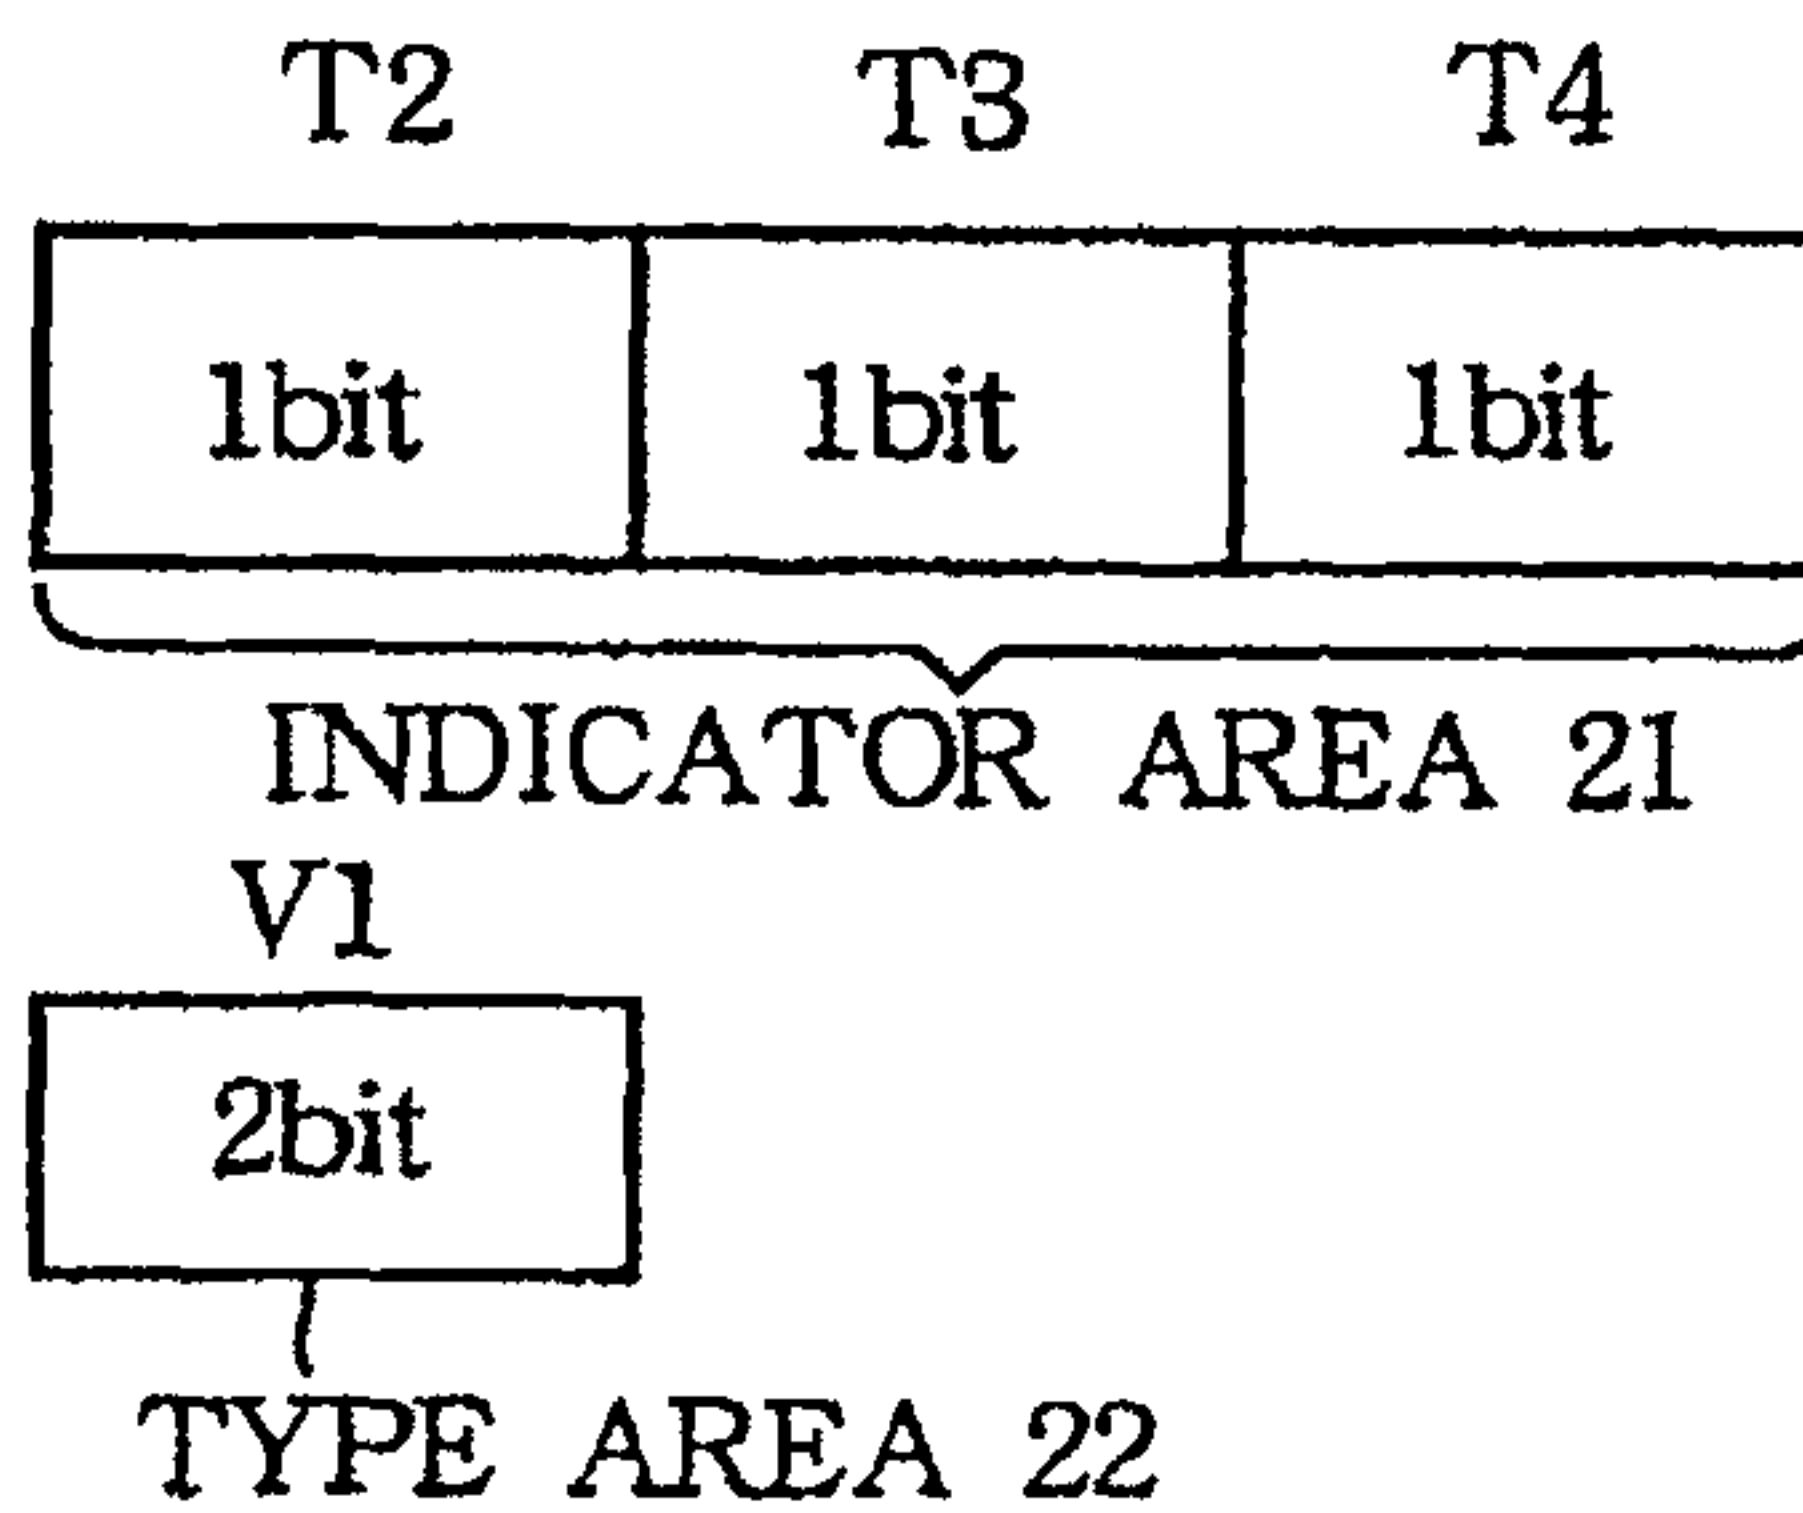 T2 T3 T4
1bit 1bit 1bit
INDICATOR AREA 21
V1
2bit
TYPE AREA 22